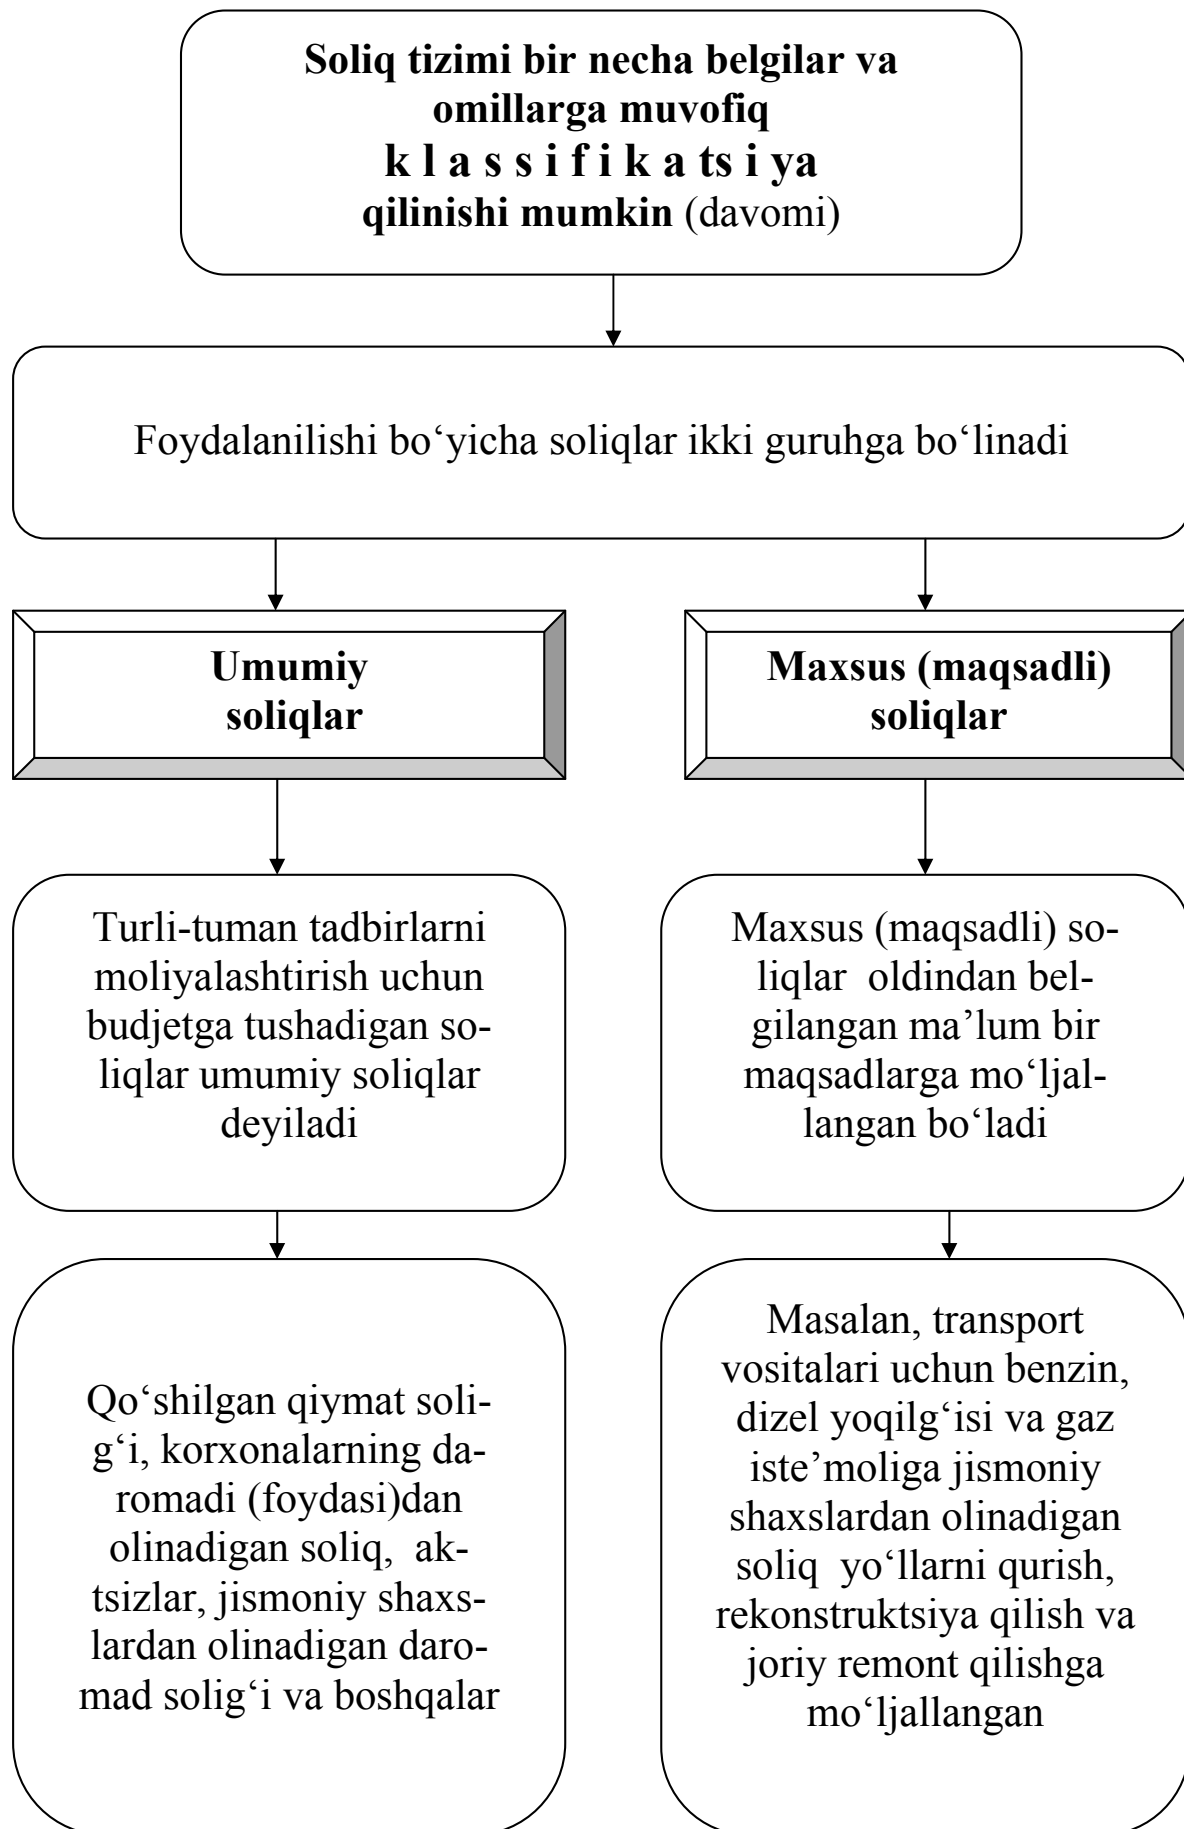 Soliq tizimi bir necha belgilar va
omillarga muvofiq
k l a s s i f i k a ts i ya
qilinishi mumkin (davomi)
Foydalanilishi bo‘yicha soliqlar ikki guruhga bo‘linadi
Umumiy
soliqlar
Maxsus (maqsadli)
soliqlar
Turli-tuman tadbirlarni
moliyalashtirish uchun
budjetga tushadigan so-
liqlar umumiy soliqlar
deyiladi
Maxsus (maqsadli) so-
liqlar oldindan bel-
gilangan ma’lum bir
maqsadlarga mo‘ljal-
langan bo‘ladi
Qo‘shilgan qiymat soli-
g‘i, korxonalarning da-
romadi (foydasi)dan
olinadigan soliq, ak-
tsizlar, jismoniy shaxs-
lardan olinadigan daro-
mad solig‘i va boshqalar
Masalan, transport
vositalari uchun benzin,
dizel yoqilg‘isi va gaz
iste’moliga jismoniy
shaxslardan olinadigan
soliq yo‘llarni qurish,
rekonstruktsiya qilish va
joriy remont qilishga
mo‘ljallangan